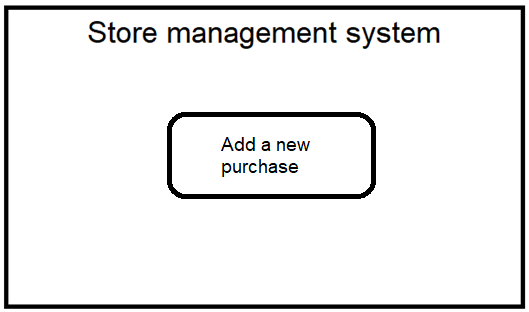 Store management system
Add a new
purchase